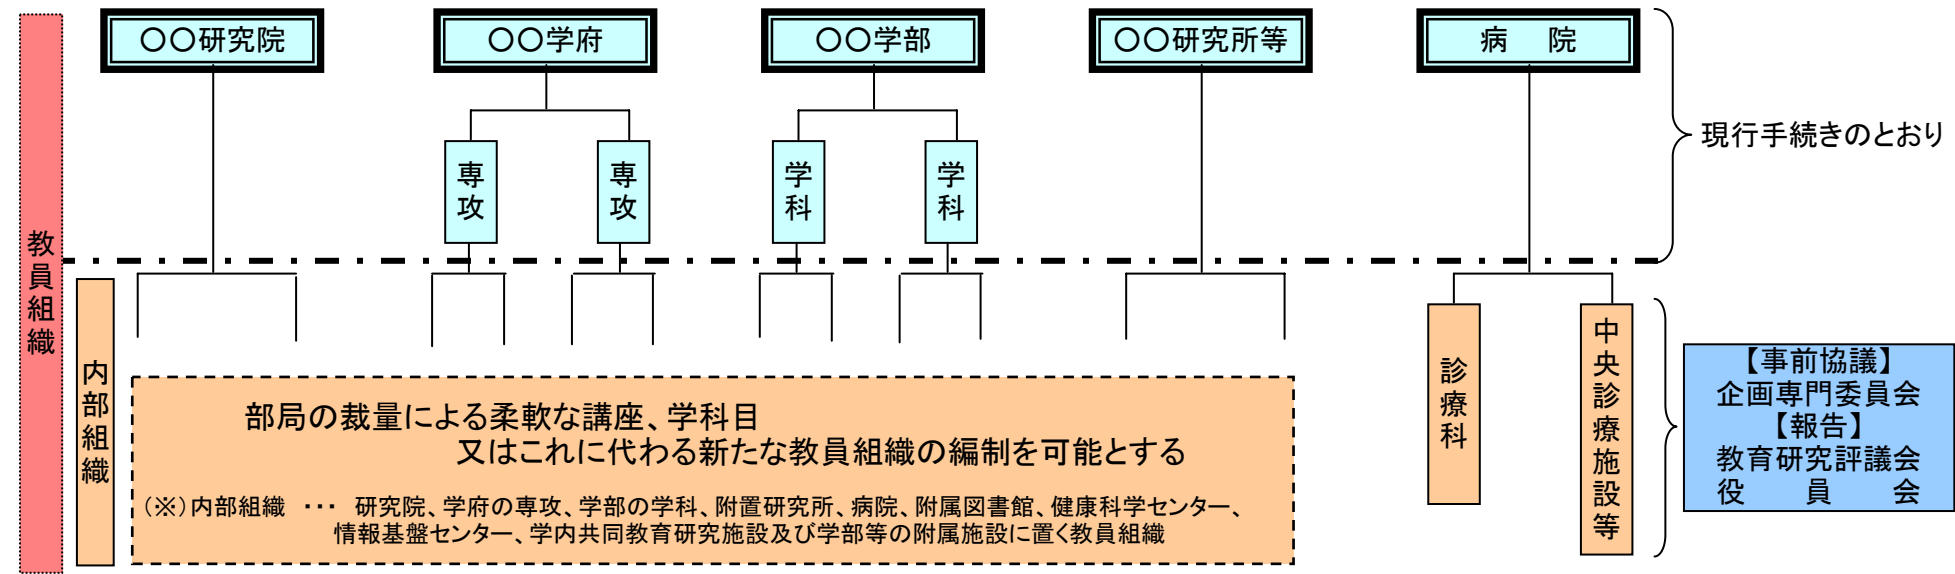 〇〇研究院
〇〇学府
〇〇学部
〇〇研究所等
病　院
現行手続きのとおり
専攻
専攻
学科
学科
教員組織
内部組織
部局の裁量による柔軟な講座、学科目
又はこれに代わる新たな教員組織の編制を可能とする
（※）内部組織　・・・　研究院、学府の専攻、学部の学科、附置研究所、病院、附属図書館、健康科学センター、
情報基盤センター、学内共同教育研究施設及び学部等の附属施設に置く教員組織
診療科
中央診療施設等
【事前協議】
企画専門委員会
【報告】
教育研究評議会
役　員　会